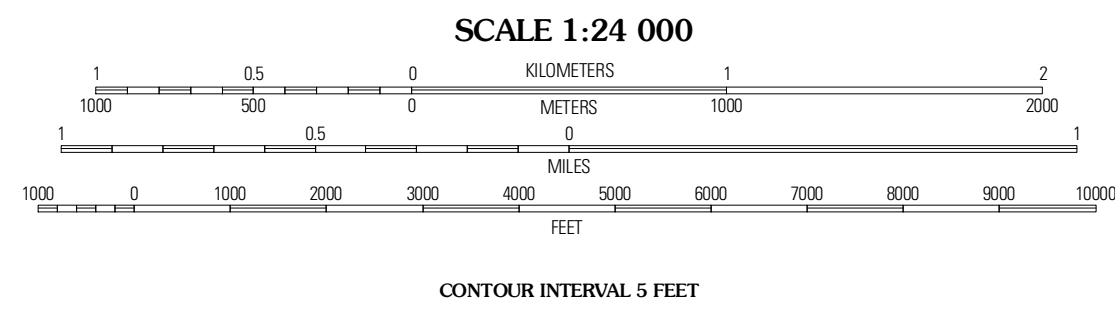 SCALE 1:24 000
1 0.5 0 KILOMETERS 1 2
1000 500 0 METERS 1000 2000
1 0.5 0 1
MILES
1000 0 1000 2000 3000 4000 5000 6000 7000 8000 9000 10000
FEET
CONTOUR INTERVAL 5 FEET